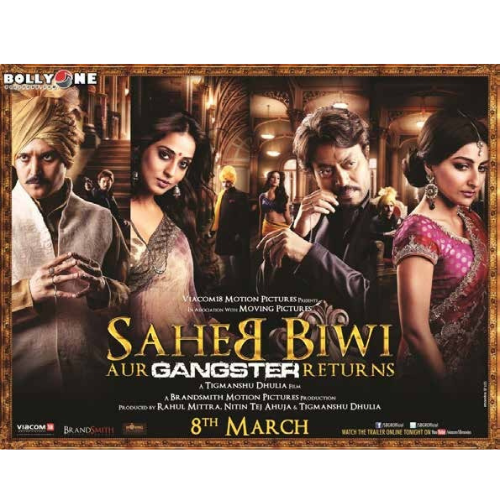 BOLLYONE
VIACOM18 MOTION PICTURES PRESENTS
IN ASSOCIATION WITH MOVING PICTURES
SAHEB BIWI
AUR GANGSTER RETURNS
A TIGMANSHU DHULIA FILM
A BRANDSMITH MOTION PICTURES PRODUCTION
PRODUCED BY RAHUL MITTRA, NITIN TEJ AHUJA & TIGMANSHU DHULIA
8TH MARCH
VIACOM 18
BRANDSMITH
WATCH THE TRAILER ONLINE TONIGHT ON YouTube